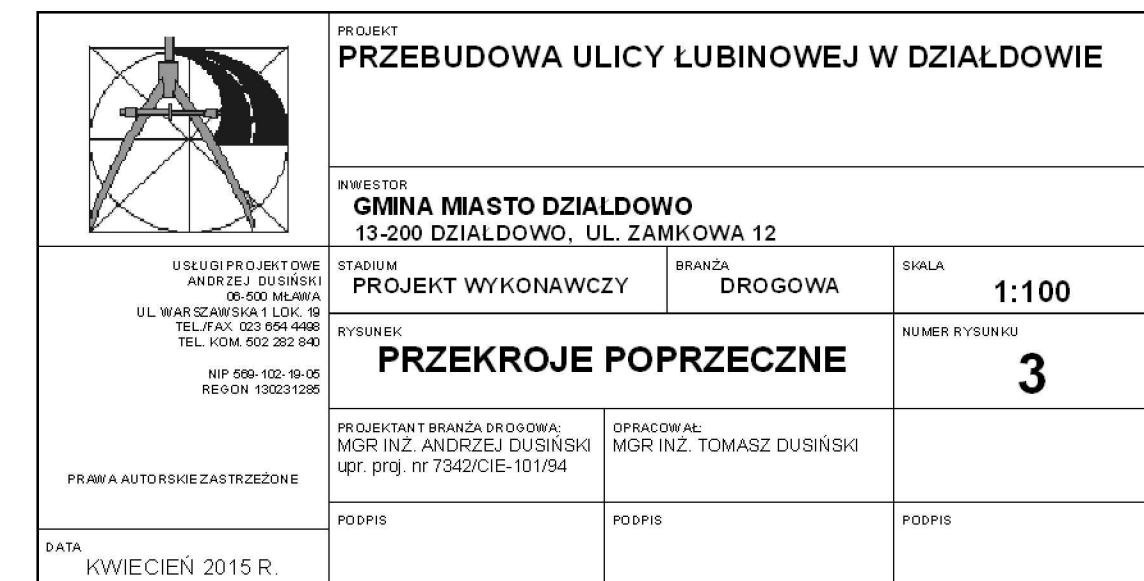 PROJEKT
PRZEBUDOWA ULICY ŁUBINOWEJ W DZIAŁDOWIE
INWESTOR
GMINA MIASTO DZIAŁDOWO
13-200 DZIAŁDOWO, UL. ZAMKOWA 12
USŁUGI PROJEKTOWE
ANDRZEJ DUSIŃSKI
06-500 MŁAWA
UL. WARSZAWSKA 1 LOK. 19
TEL./FAX 023 654 4498
TEL. KOM. 502 282 840
NIP 569-102-19-05
REGON 130231285
PRAWA AUTORSKIE ZASTRZEŻONE
DATA
KWIECIEŃ 2015 R.
STADIUM
PROJEKT WYKONAWCZY
BRANŻA
DROGOWA
SKALA
1:100
RYSUNEK
PRZEKROJE POPRZECZNE
NUMER RYSUNKU
3
PROJEKTANT BRANŻA DROGOWA:
MGR INŻ. ANDRZEJ DUSIŃSKI
upr. proj. nr 7342/CIE-101/94
OPRACOWAŁ:
MGR INŻ. TOMASZ DUSIŃSKI
PODPIS
PODPIS
PODPIS